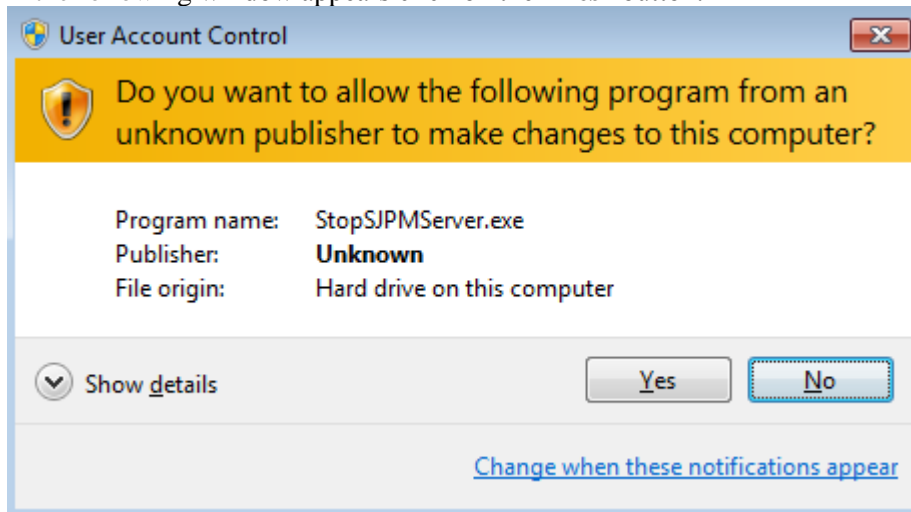 User Account Control
Do you want to allow the following program from an
unknown publisher to make changes to this computer?
Program name: StopSJPMServer.exe
Publisher: Unknown
File origin: Hard drive on this computer
Show details Yes No
Change when these notifications appear